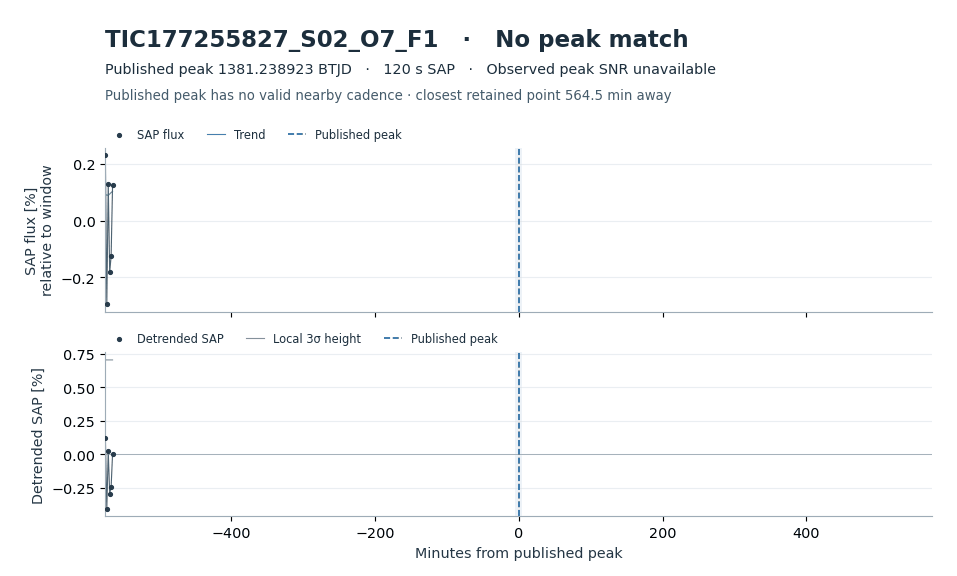 TIC177255827_S02_O7_F1 · No peak match
Published peak 1381.238923 BTJD · 120 s SAP · Observed peak SNR unavailable
Published peak has no valid nearby cadence · closest retained point 564.5 min away
SAP flux Trend Published peak
0.2
0.0
−0.2
SAP flux [%]
relative to window
Detrended SAP Local 3σ height Published peak
0.75
0.50
0.25
0.00
−0.25
Detrended SAP [%]
−400 −200 0 200 400
Minutes from published peak